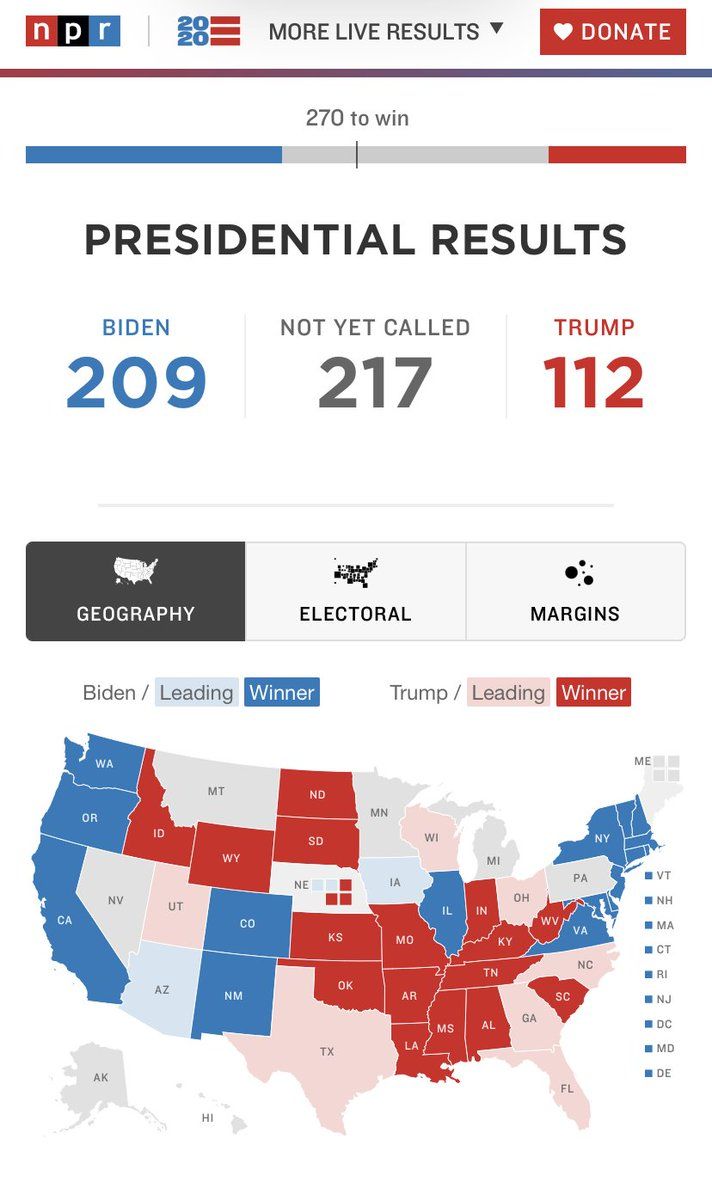 npr
2020
MORE LIVE RESULTS ▼
DONATE
270 to win
PRESIDENTIAL RESULTS
BIDEN
209
NOT YET CALLED
217
TRUMP
112
GEOGRAPHY
ELECTORAL
MARGINS
Biden / Leading Winner
Trump / Leading Winner
WA
OR
CA
ID
NV
MT
WY
UT
AZ
CO
NM
ND
SD
NE
KS
OK
TX
MN
IA
MO
AR
LA
WI
IL
MI
IN
OH
KY
TN
MS
AL
GA
FL
SC
NC
WV
VA
PA
NY
ME
VT
NH
MA
CT
RI
NJ
DC
MD
DE
AK
HI